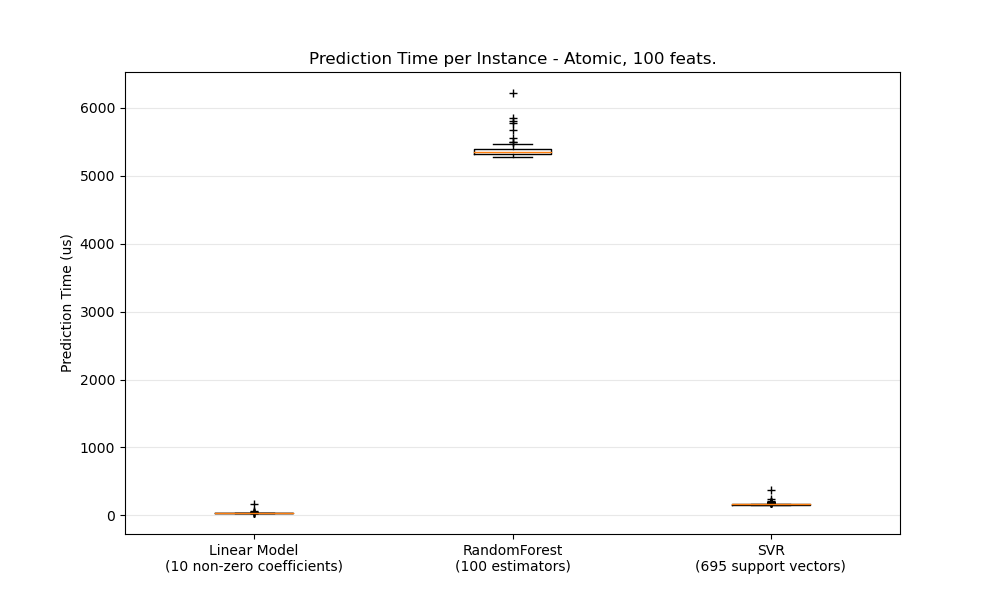 Prediction Time per Instance - Atomic, 100 feats.
Prediction Time (us)
6000
5000
4000
3000
2000
1000
0
Linear Model
(10 non-zero coefficients)
RandomForest
(100 estimators)
SVR
(695 support vectors)